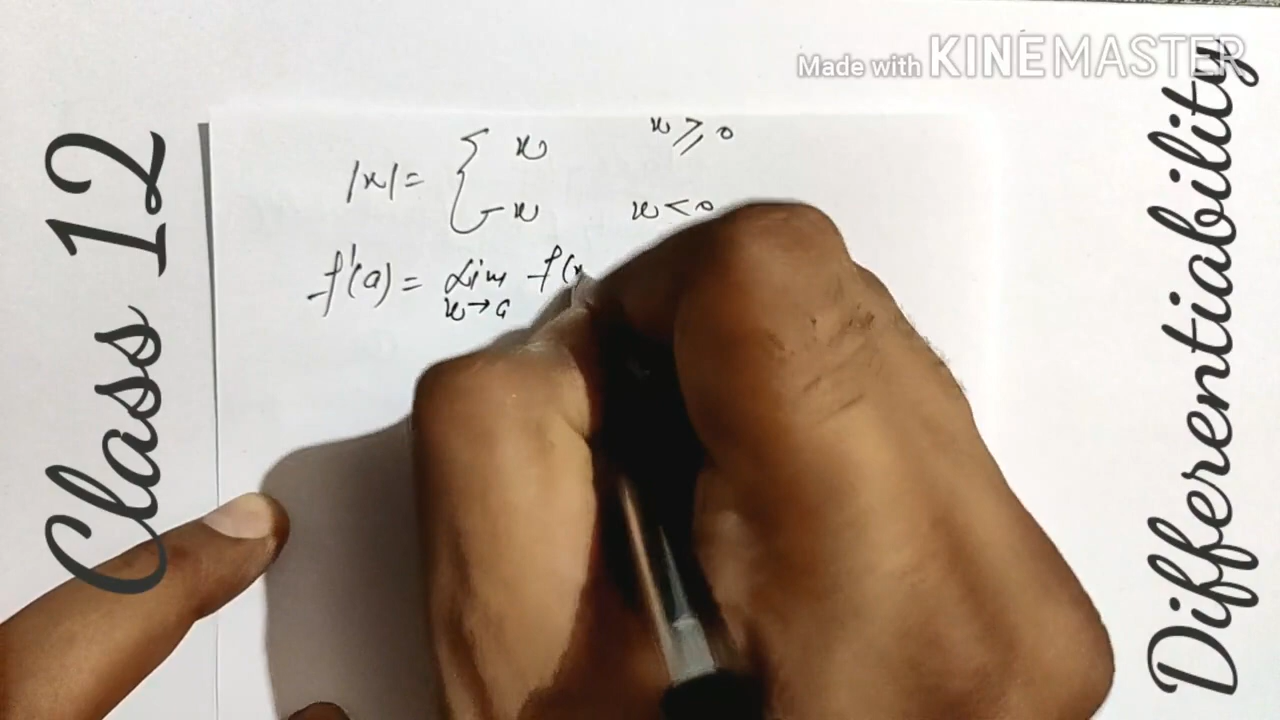 Made with KINEMASTER
Class 12
|x| = { x x ≥ 0
-x x < 0
f'(a) = Lim f(x
x→a
Differentiability